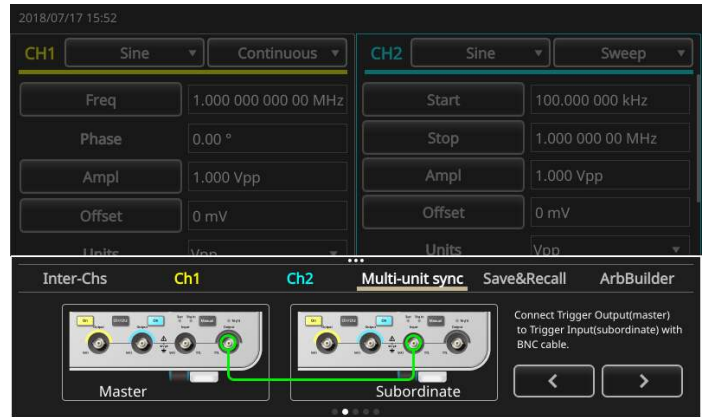 2018/07/17 15:52
CH1 Sine Continuous
CH2 Sine Sweep
Freq 1.000 000 000 00 MHz
Phase 0.00 °
Ampl 1.000 Vpp
Offset 0 mV
Units Vpp
Start 100.000 000 kHz
Stop 1.000 000 00 MHz
Ampl 1.000 Vpp
Offset 0 mV
Units Vpp
Inter-Chs Ch1 Ch2 Multi-unit sync Save&Recall ArbBuilder
Master
Subordinate
Connect Trigger Output(master)
to Trigger Input(subordinate) with
BNC cable.